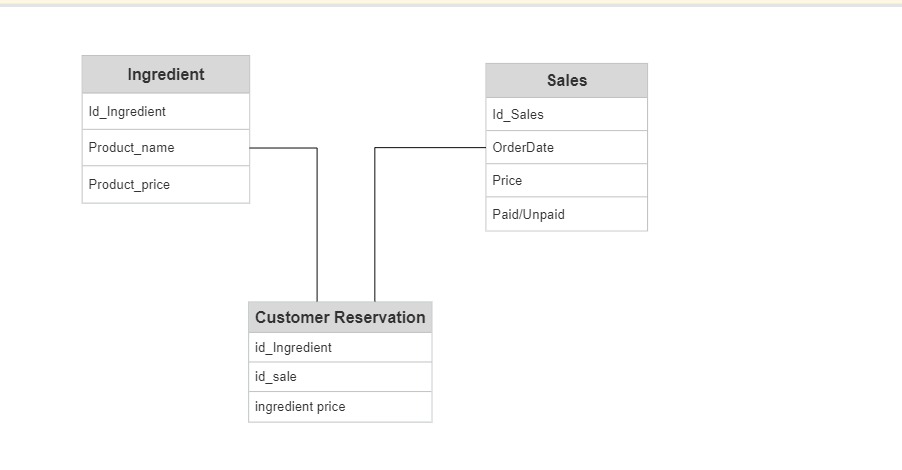 Ingredient
Id_Ingredient
Product_name
Product_price
Sales
Id_Sales
OrderDate
Price
Paid/Unpaid
Customer Reservation
id_Ingredient
id_sale
ingredient price